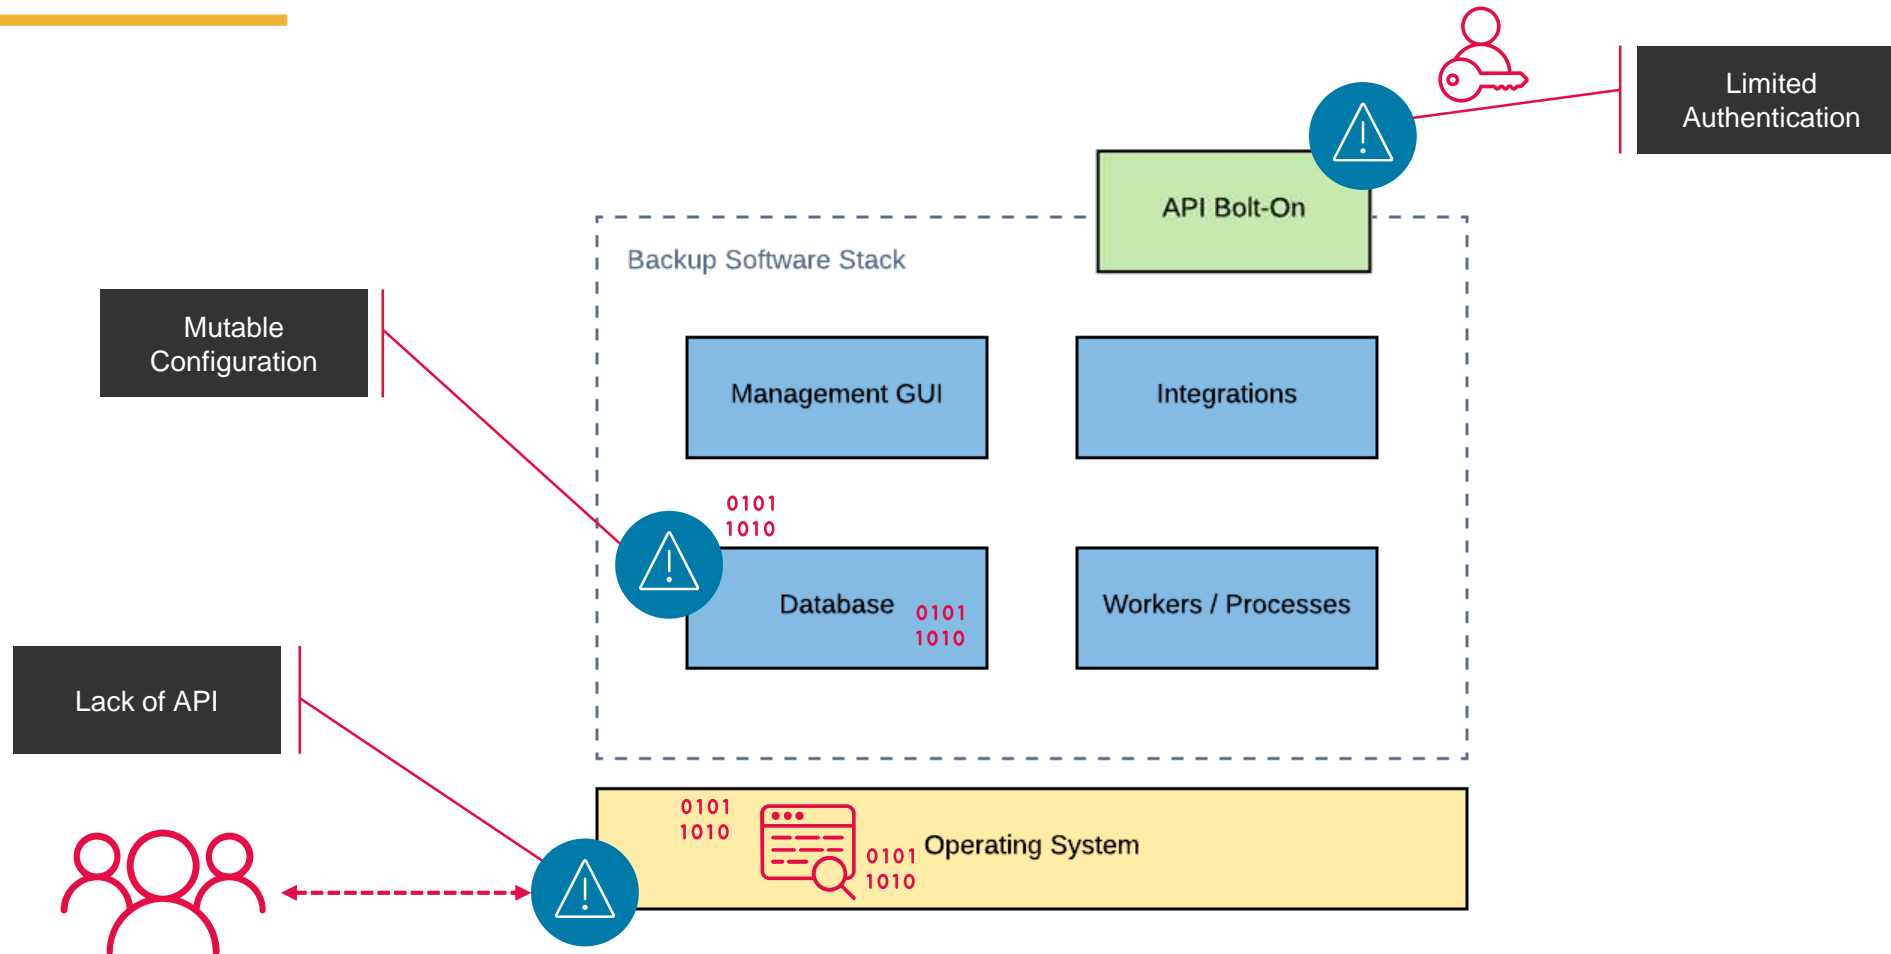 Limited
Authentication
API Bolt-On
Backup Software Stack
Mutable
Configuration
Management GUI
Integrations
0101
1010
Database
0101
1010
Workers / Processes
Lack of API
0101
1010
Operating System
0101
1010